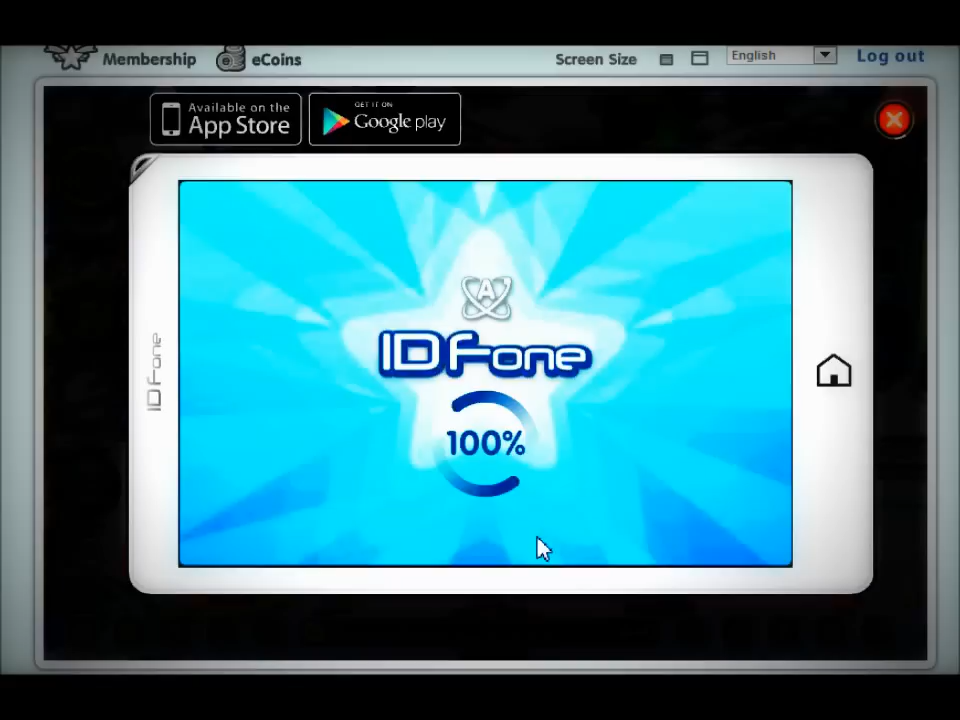 Membership
eCoins
Screen Size
English
Log out
Available on the
App Store
GET IT ON
Google play
A
IDFone
100%
IDFone